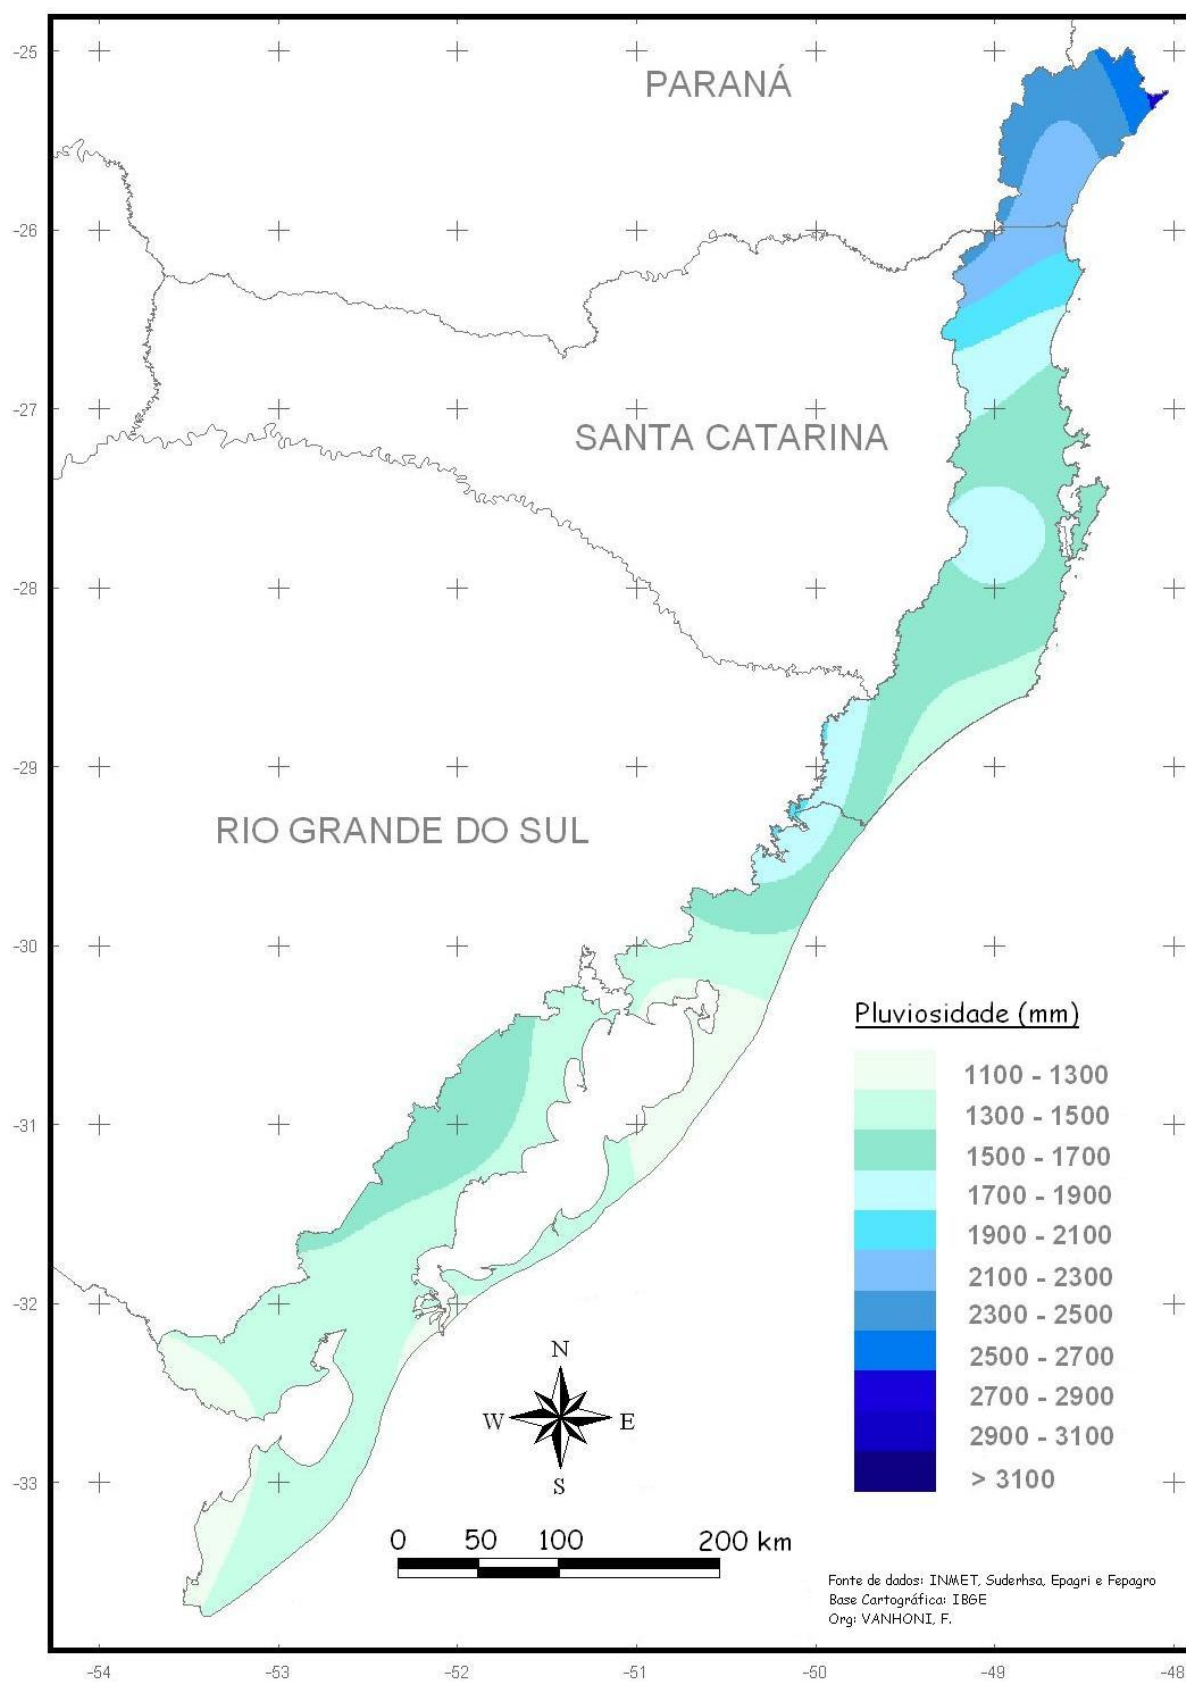 -25
PARANÁ
-26
-27
SANTA CATARINA
-28
-29
RIO GRANDE DO SUL
-30
Pluviosidade (mm)
1100 - 1300
1300 - 1500
-31
1500 - 1700
1700 - 1900
1900 - 2100
2100 - 2300
-32
2300 - 2500
N
2500 - 2700
2700 - 2900
W E
2900 - 3100
S
-33
> 3100
0 50 100 200 km
Fonte de dados: INMET, Suderhsa, Epagri e Fepagro
Base Cartográfica: IBGE
Org: VANHONI, F.
-54 -53 -52 -51 -50 -49 -48